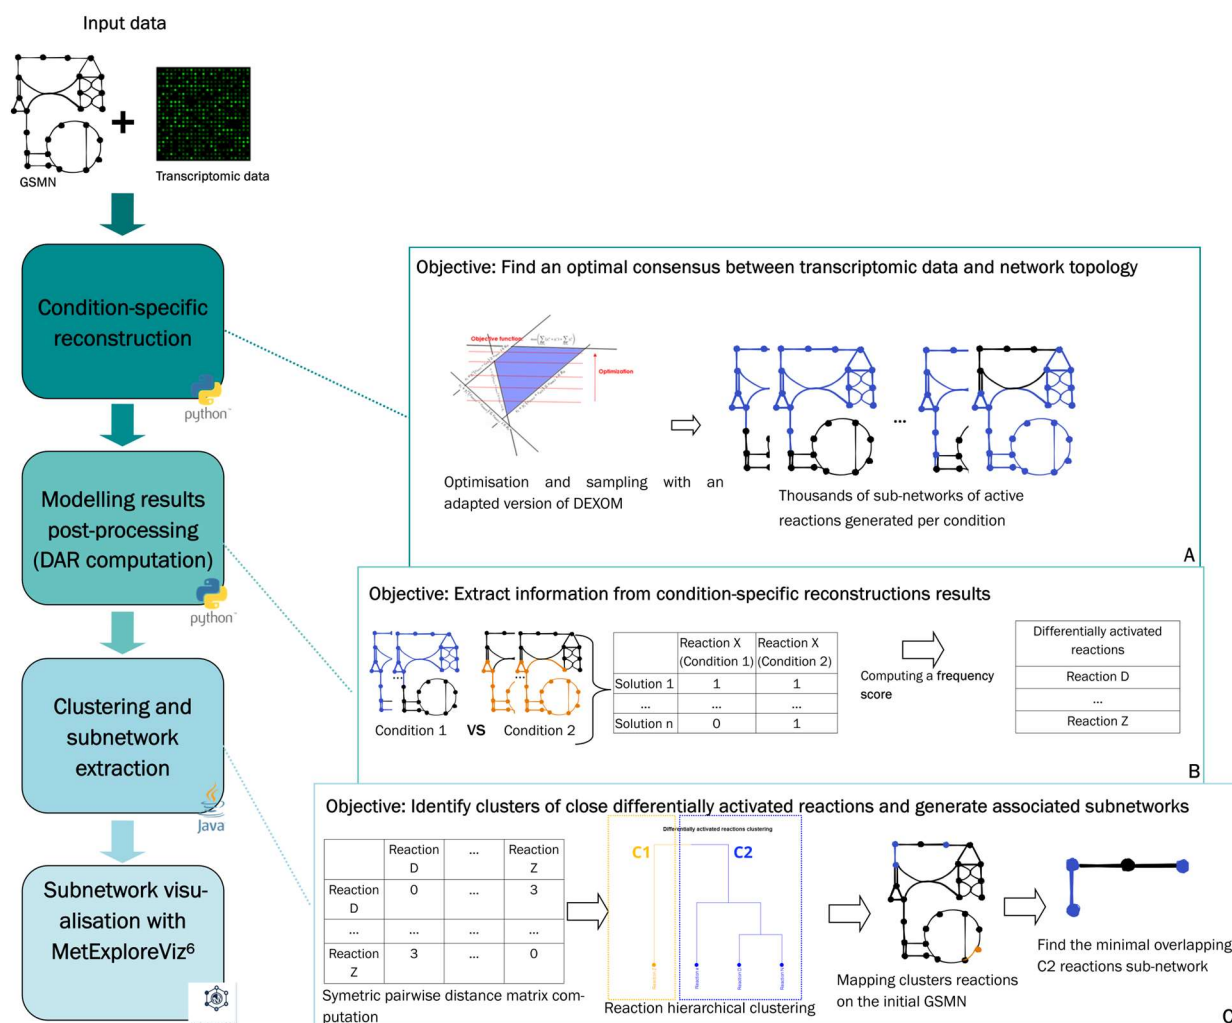 Input data
GSMN
Transcriptomic data
Condition-specific
reconstruction
python
Modelling results
post-processing
(DAR computation)
python
Clustering and
subnetwork
extraction
Java
Subnetwork visu-
alisation with
MetExploreViz⁶
Objective: Find an optimal consensus between transcriptomic data and network topology
Objective function
Optimisation
Optimisation and sampling with an
adapted version of DEXOM
...
Thousands of sub-networks of active
reactions generated per condition
A
Objective: Extract information from condition-specific reconstructions results
... ...
Condition 1 VS Condition 2
Reaction X Reaction X
(Condition 1) (Condition 2)
Solution 1 1 1
... ... ...
Solution n 0 1
Computing a frequency
score
Differentially activated
reactions
Reaction D
...
Reaction Z
B
Objective: Identify clusters of close differentially activated reactions and generate associated subnetworks
Reaction ... Reaction
D Z
Reaction 0 ... 3
D
... ... ...
Reaction 3 ... 0
Z
Symetric pairwise distance matrix com-
putation
Differentially activated reactions clustering
C1 C2
Reaction hierarchical clustering
Mapping clusters reactions
on the initial GSMN
Find the minimal overlapping
C2 reactions sub-network
C